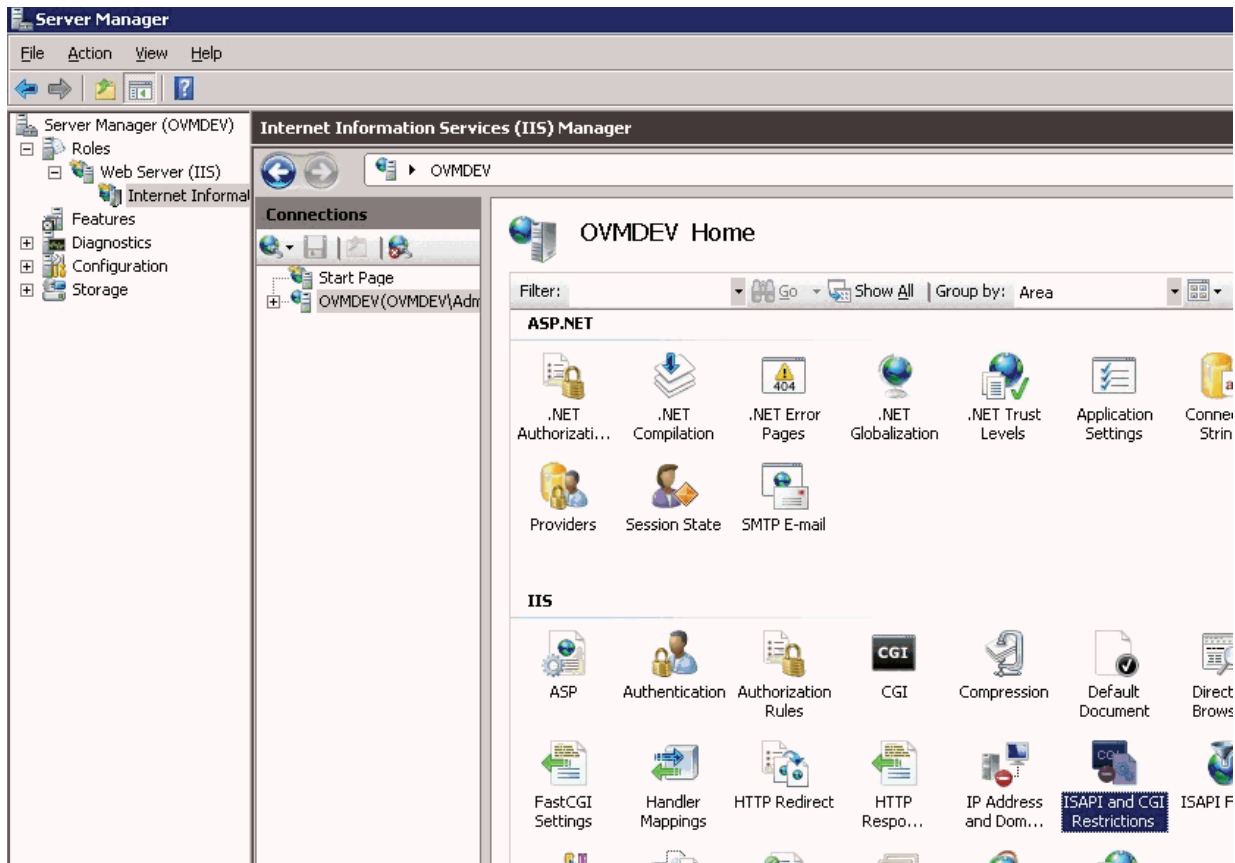 Server Manager
File Action View Help
Server Manager (OVMDEV)
Roles
Web Server (IIS)
Internet Informa
Features
Diagnostics
Configuration
Storage
Internet Information Services (IIS) Manager
OVMDEV
Connections
Start Page
OVMDEV(OVMDEV\Adm
OVMDEV Home
Filter: Go Show All Group by: Area
ASP.NET
.NET Authorizati...
.NET Compilation
.NET Error Pages
404
.NET Globalization
.NET Trust Levels
Application Settings
Connec
Strin
Providers
Session State
SMTP E-mail
IIS
ASP
Authentication
Authorization Rules
CGI
CGI
Compression
Default Document
Direct
Brows
FastCGI Settings
Handler Mappings
HTTP Redirect
HTTP Respo...
IP Address and Dom...
ISAPI and CGI Restrictions
ISAPI F